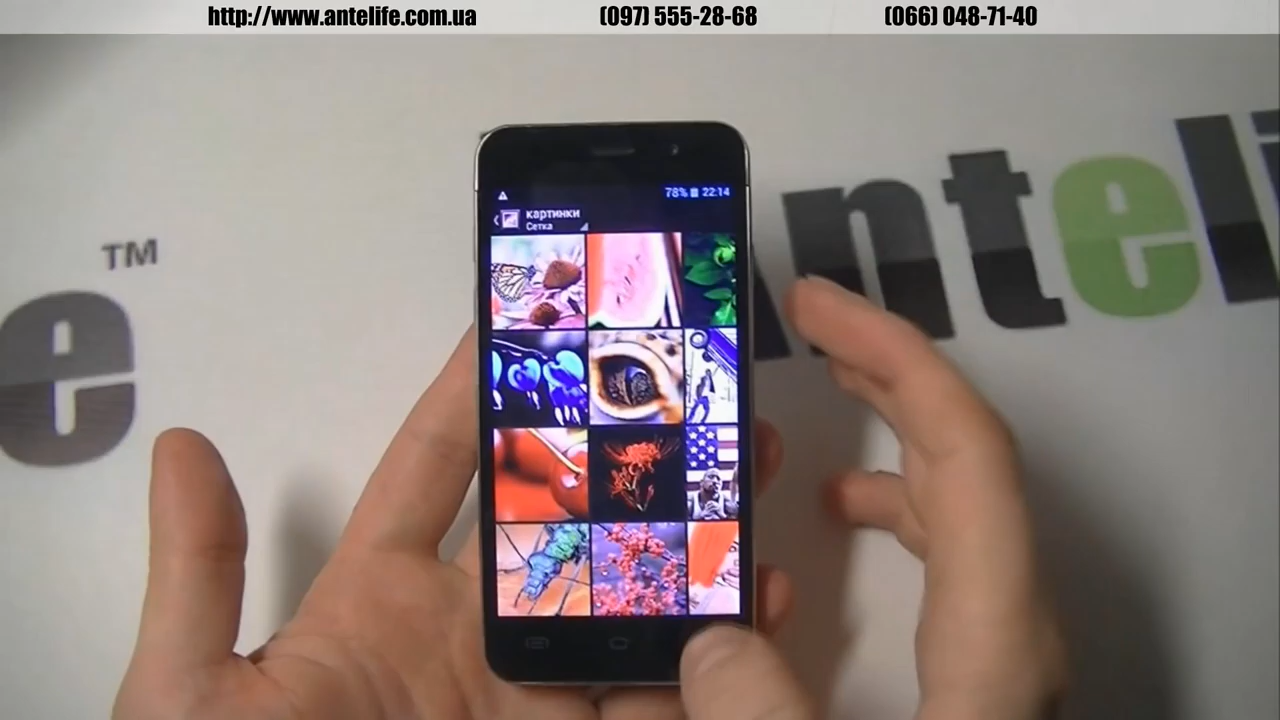 http://www.antelife.com.ua (097) 555-28-68 (066) 048-71-40
78% 22:14
картинки
Сетка
TM
e
Anteli